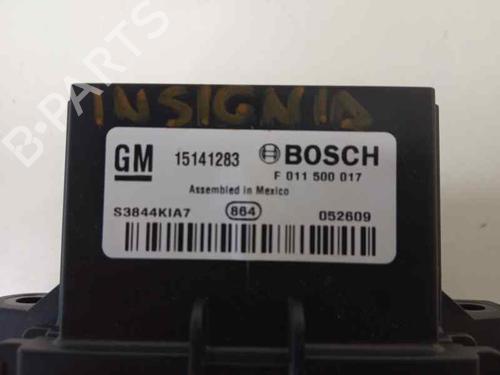 INSIGNIA
GM 15141283 BOSCH
F 011 500 017
Assembled in Mexico
S3844KIA7 864 052609
B-PARTS